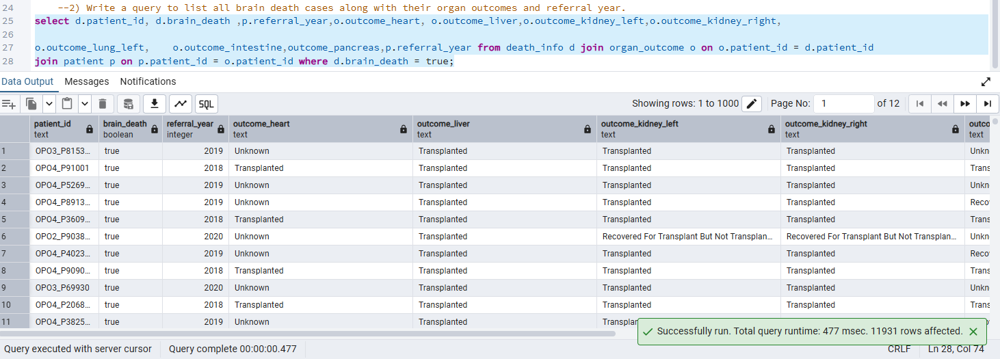 24 --2) Write a query to list all brain death cases along with their organ outcomes and referral year.
25 select d.patient_id, d.brain_death ,p.referral_year,o.outcome_heart, o.outcome_liver,o.outcome_kidney_left,o.outcome_kidney_right,
26
27 o.outcome_lung_left,    o.outcome_intestine,outcome_pancreas,p.referral_year from death_info d join organ_outcome o on o.patient_id = d.patient_id
28 join patient p on p.patient_id = o.patient_id where d.brain_death = true;
Data Output Messages Notifications
SQL Showing rows: 1 to 1000 Page No: 1 of 12
patient_id brain_death referral_year outcome_heart outcome_liver outcome_kidney_left outcome_kidney_right outco
text boolean integer text text text text text
1 OPO3_P8153... true 2019 Unknown Transplanted Transplanted Transplanted Unkn
2 OPO4_P91001 true 2018 Transplanted Transplanted Transplanted Transplanted Trans
3 OPO4_P5269... true 2019 Unknown Transplanted Transplanted Transplanted Unkn
4 OPO4_P8913... true 2019 Unknown Transplanted Transplanted Transplanted Reco
5 OPO4_P3609... true 2018 Transplanted Transplanted Transplanted Transplanted Trans
6 OPO2_P9038... true 2020 Unknown Transplanted Recovered For Transplant But Not Transplan... Recovered For Transplant But Not Transplan... Unkn
7 OPO4_P4023... true 2019 Unknown Transplanted Transplanted Transplanted Reco
8 OPO4_P9090... true 2018 Transplanted Transplanted Transplanted Transplanted Trans
9 OPO3_P69930 true 2020 Unknown Transplanted Transplanted Transplanted Unkn
10 OPO4_P2068... true 2018 Transplanted Transplanted Transplanted Transplanted Trans
11 OPO4_P3825... true 2019 Unknown Transplanted Transplan
Successfully run. Total query runtime: 477 msec. 11931 rows affected.
Query executed with server cursor Query complete 00:00:00.477 CRLF Ln 28, Col 74